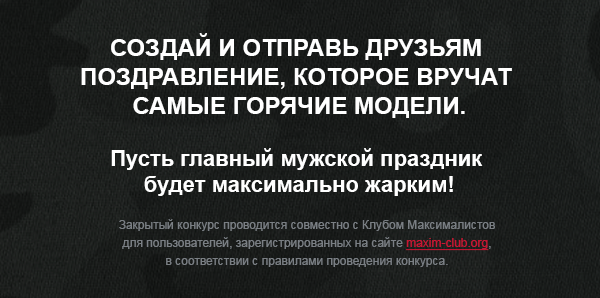 СОЗДАЙ И ОТПРАВЬ ДРУЗЬЯМ
ПОЗДРАВЛЕНИЕ, КОТОРОЕ ВРУЧАТ
САМЫЕ ГОРЯЧИЕ МОДЕЛИ.
Пусть главный мужской праздник
будет максимально жарким!
Закрытый конкурс проводится совместно с Клубом Максималистов
для пользователей, зарегистрированных на сайте maxim-club.org,
в соответствии с правилами проведения конкурса.